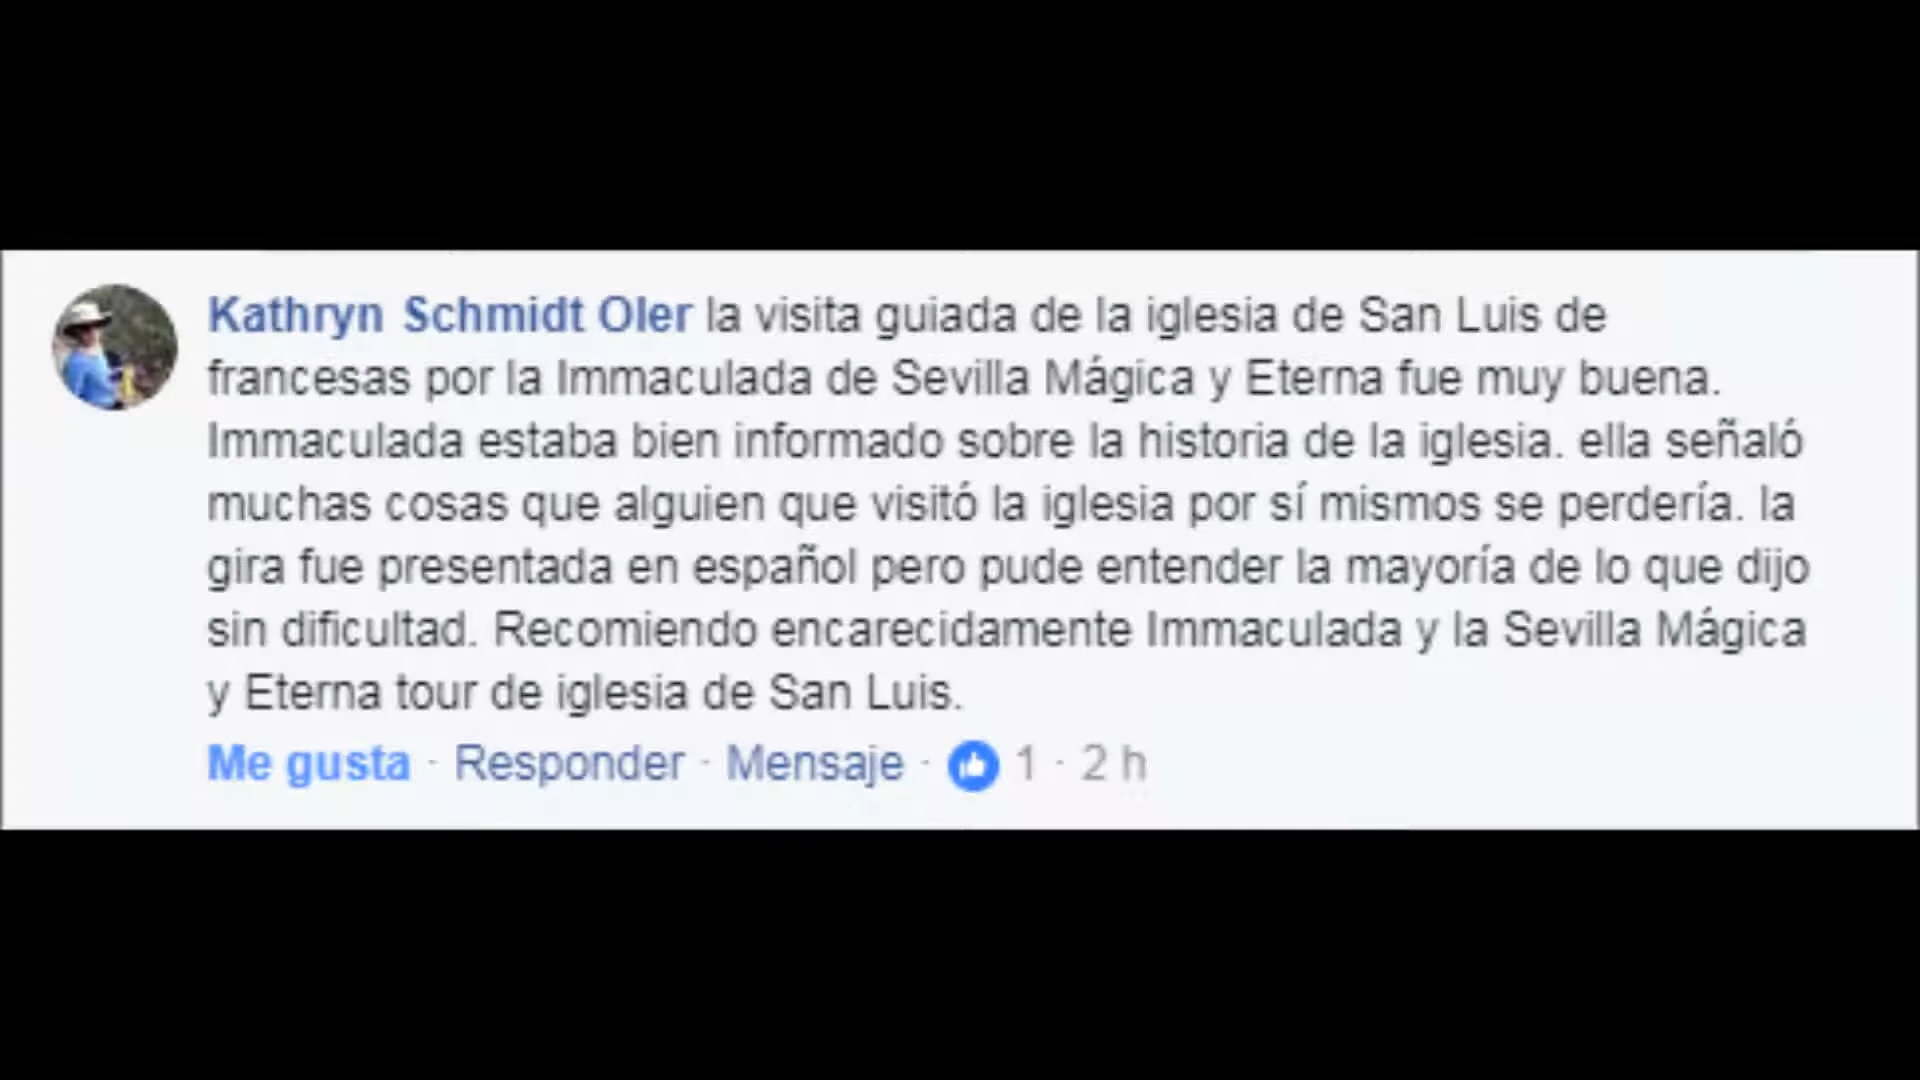 Kathryn Schmidt Oler la visita guiada de la iglesia de San Luis de
francesas por la Immaculada de Sevilla Mágica y Eterna fue muy buena.
Immaculada estaba bien informado sobre la historia de la iglesia. ella señaló
muchas cosas que alguien que visitó la iglesia por sí mismos se perdería. la
gira fue presentada en español pero pude entender la mayoría de lo que dijo
sin dificultad. Recomiendo encarecidamente Immaculada y la Sevilla Mágica
y Eterna tour de iglesia de San Luis.
Me gusta · Responder · Mensaje · 1 · 2 h